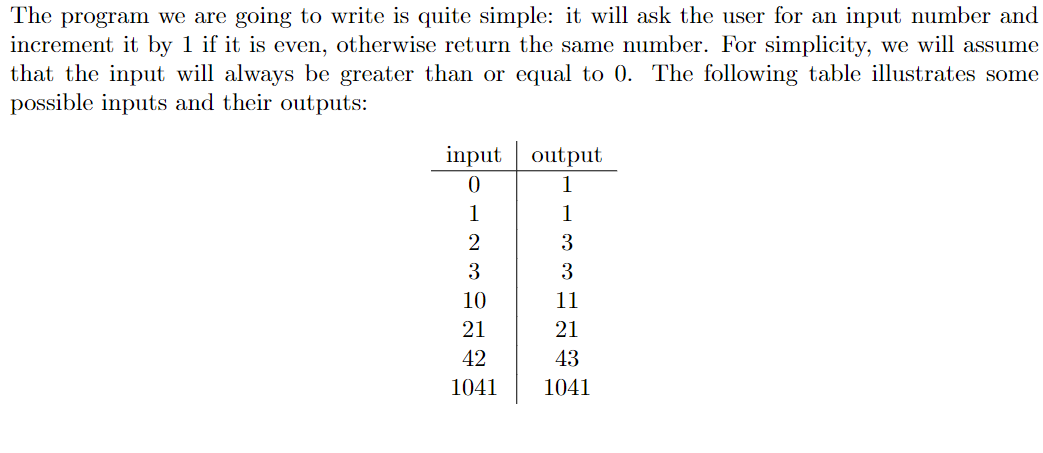 The program we are going to write is quite simple: it will ask the user for an input number and
increment it by 1 if it is even, otherwise return the same number. For simplicity, we will assume
that the input will always be greater than or equal to 0. The following table illustrates some
possible inputs and their outputs:
input output
0 1
1 1
2 3
3 3
10 11
21 21
42 43
1041 1041